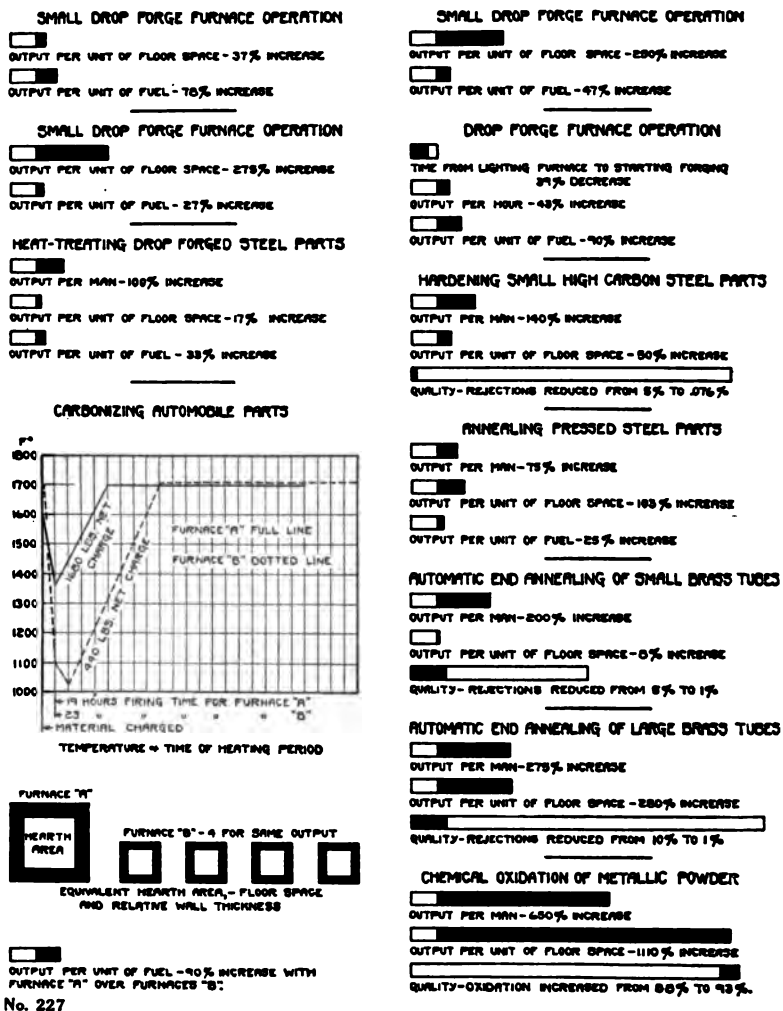 SMALL DROP FORGE FURNACE OPERATION
OUTPUT PER UNIT OF FLOOR SPACE-37% INCREASE
OUTPUT PER UNIT OF FUEL-78% INCREASE
SMALL DROP FORGE FURNACE OPERATION
OUTPUT PER UNIT OF FLOOR SPACE-275% INCREASE
OUTPUT PER UNIT OF FUEL-27% INCREASE
HEAT-TREATING DROP FORGED STEEL PARTS
OUTPUT PER MAN-109% INCREASE
OUTPUT PER UNIT OF FLOOR SPACE-17% INCREASE
OUTPUT PER UNIT OF FUEL-33% INCREASE
CARBONIZING AUTOMOBILE PARTS
F°
1800
1700
1600
1500
1400
1300
1200
1100
1000
1680 LBS. NET CHARGE
440 LBS. NET CHARGE
FURNACE "A" FULL LINE
FURNACE "B" DOTTED LINE
19 HOURS FIRING TIME FOR FURNACE "A"
23 " " " " " "B"
MATERIAL CHARGED
TEMPERATURE & TIME OF HEATING PERIOD
FURNACE "A"
HEARTH
AREA
FURNACE "B"-4 FOR SAME OUTPUT
EQUIVALENT HEARTH AREA,-FLOOR SPACE
AND RELATIVE WALL THICKNESS
OUTPUT PER UNIT OF FUEL-90% INCREASE WITH
FURNACE "A" OVER FURNACES "B".
No. 227
SMALL DROP FORGE FURNACE OPERATION
OUTPUT PER UNIT OF FLOOR SPACE-250% INCREASE
OUTPUT PER UNIT OF FUEL-47% INCREASE
DROP FORGE FURNACE OPERATION
TIME FROM LIGHTING FURNACE TO STARTING FORGING
39% DECREASE
OUTPUT PER HOUR-43% INCREASE
OUTPUT PER UNIT OF FUEL-90% INCREASE
HARDENING SMALL HIGH CARBON STEEL PARTS
OUTPUT PER MAN-140% INCREASE
OUTPUT PER UNIT OF FLOOR SPACE-50% INCREASE
QUALITY-REJECTIONS REDUCED FROM 5% TO .076%
ANNEALING PRESSED STEEL PARTS
OUTPUT PER MAN-75% INCREASE
OUTPUT PER UNIT OF FLOOR SPACE-103% INCREASE
OUTPUT PER UNIT OF FUEL-25% INCREASE
AUTOMATIC END ANNEALING OF SMALL BRASS TUBES
OUTPUT PER MAN-200% INCREASE
OUTPUT PER UNIT OF FLOOR SPACE-8% INCREASE
QUALITY-REJECTIONS REDUCED FROM 5% TO 1%
AUTOMATIC END ANNEALING OF LARGE BRASS TUBES
OUTPUT PER MAN-275% INCREASE
OUTPUT PER UNIT OF FLOOR SPACE-280% INCREASE
QUALITY-REJECTIONS REDUCED FROM 10% TO 1%
CHEMICAL OXIDATION OF METALLIC POWDER
OUTPUT PER MAN-650% INCREASE
OUTPUT PER UNIT OF FLOOR SPACE-1110% INCREASE
QUALITY-OXIDATION INCREASED FROM 88% TO 93%.